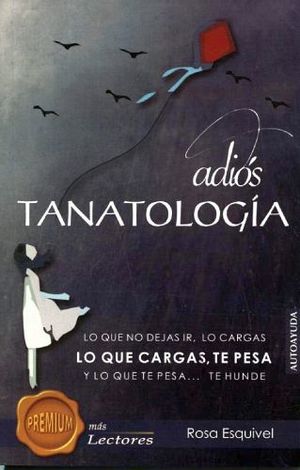 adiós
TANATOLOGÍA
LO QUE NO DEJAS IR, LO CARGAS
LO QUE CARGAS, TE PESA
Y LO QUE TE PESA... TE HUNDE
AUTOAYUDA
PREMIUM
más
Lectores
Rosa Esquivel